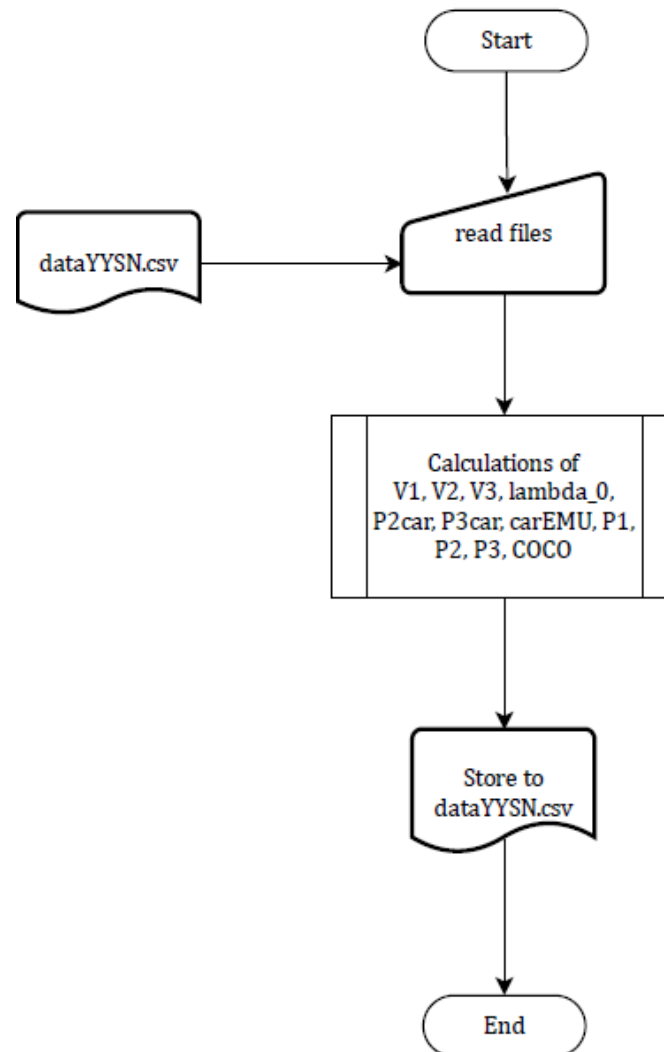 Start
read files
dataYYSN.csv
Calculations of
V1, V2, V3, lambda_0,
P2car, P3car, carEMU, P1,
P2, P3, COCO
Store to
dataYYSN.csv
End